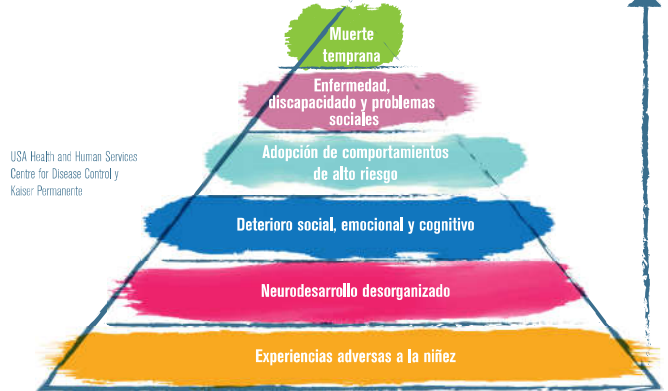 Muerte
temprana
Enfermedad,
discapacidado y problemas
sociales
USA Health and Human Services
Centre for Disease Control y
Kaiser Permanente
Adopción de comportamientos
de alto riesgo
Deterioro social, emocional y cognitivo
Neurodesarrollo desorganizado
Experiencias adversas a la niñez